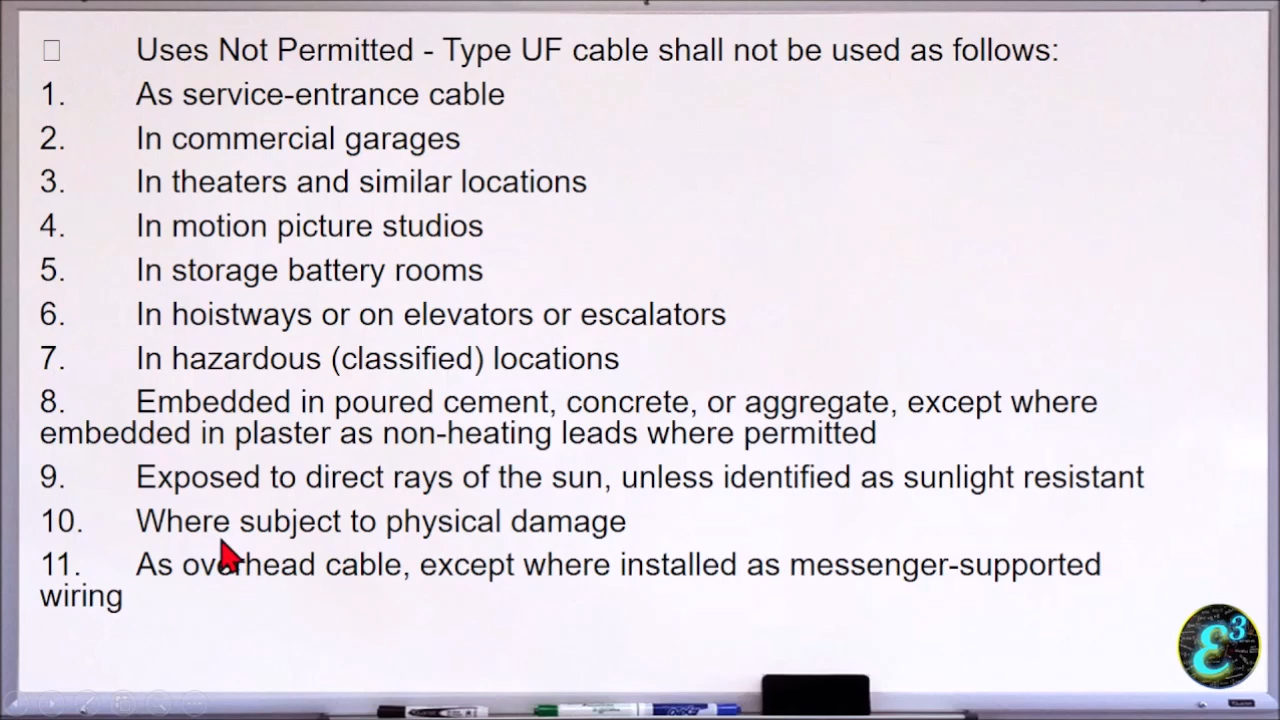 Uses Not Permitted - Type UF cable shall not be used as follows:
1. As service-entrance cable
2. In commercial garages
3. In theaters and similar locations
4. In motion picture studios
5. In storage battery rooms
6. In hoistways or on elevators or escalators
7. In hazardous (classified) locations
8. Embedded in poured cement, concrete, or aggregate, except where
embedded in plaster as non-heating leads where permitted
9. Exposed to direct rays of the sun, unless identified as sunlight resistant
10. Where subject to physical damage
11. As overhead cable, except where installed as messenger-supported
wiring
ε3